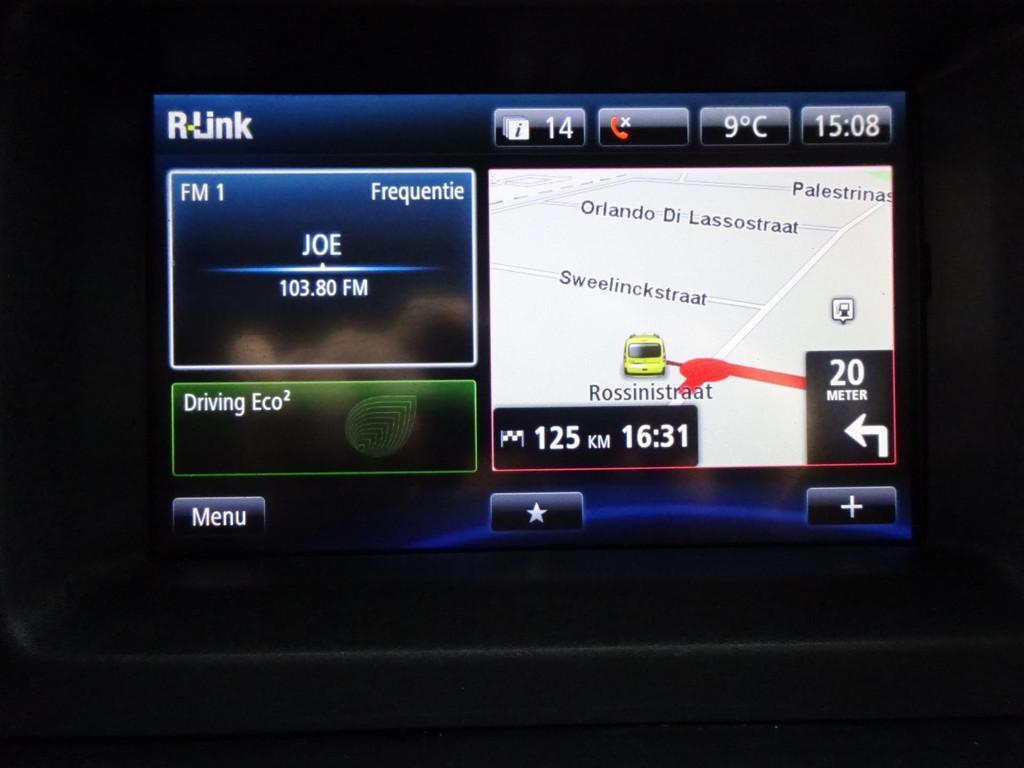 R-Link
i 14
9°C
15:08
FM 1
Frequentie
JOE
103.80 FM
Driving Eco²
Palestrinas
Orlando Di Lassostraat
Sweelinckstraat
Rossinistraat
20
METER
125 KM 16:31
Menu